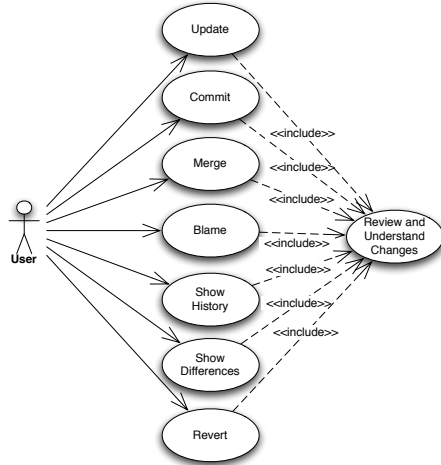 Update
Commit
<<include>>
Merge
<<include>>
<<include>>
User
Blame
<<include>>
Review and
Understand
Changes
Show
History
<<include>>
<<include>>
Show
Differences
<<include>>
Revert